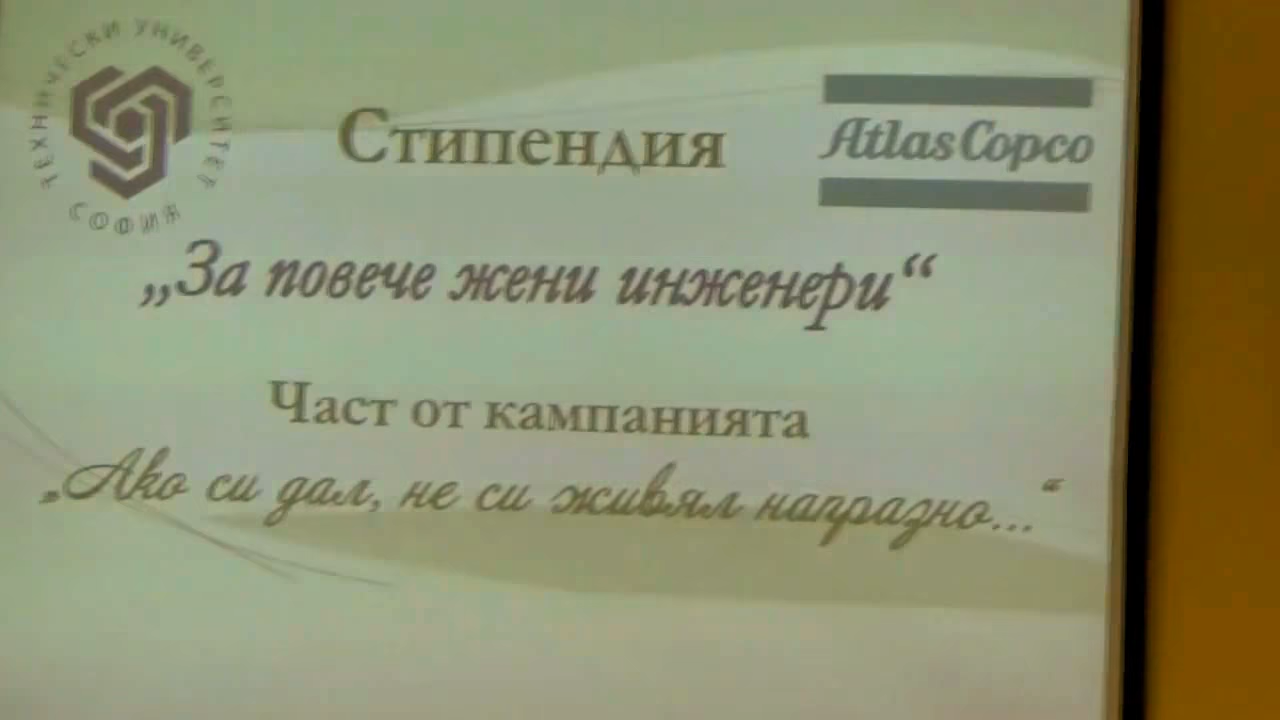 ТЕХНИЧЕСКИ УНИВЕРСИТЕТ
СОФИЯ
Стипендия
Atlas Copco
„За повече жени инженери“
Част от кампанията
„Ако си дал, не си живял напразно...“